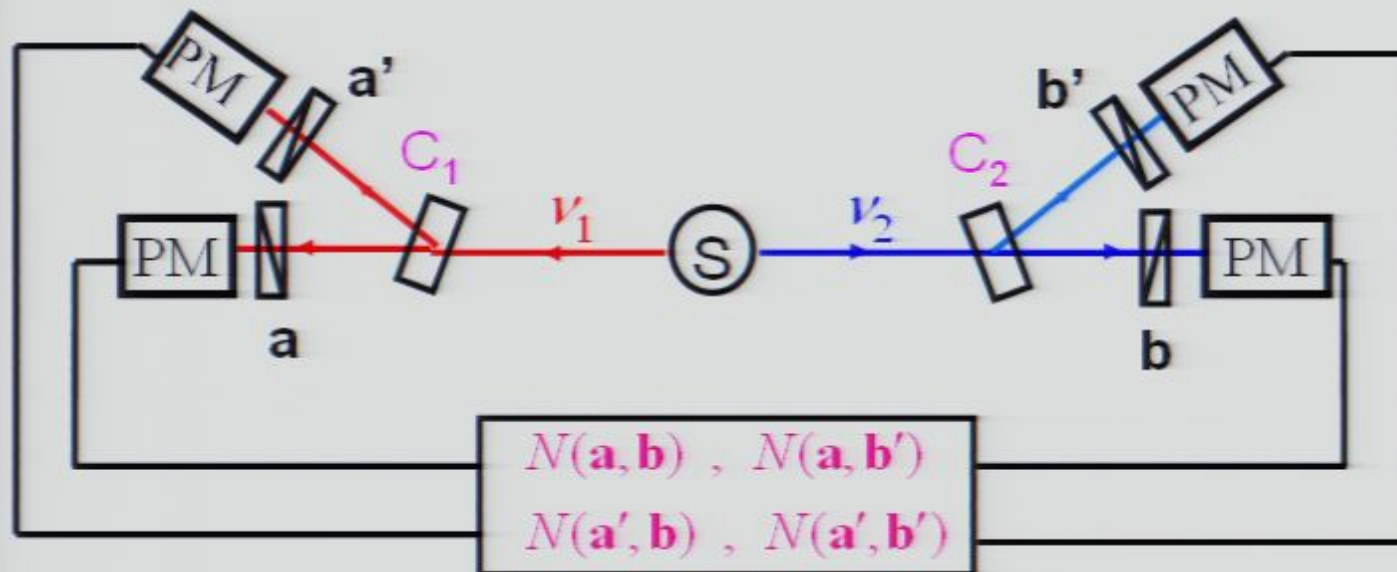 PM a' b' PM
C₁ C₂
ν₁ ν₂
PM S PM
a b
N(a,b) , N(a,b′)
N(a′,b) , N(a′,b′)